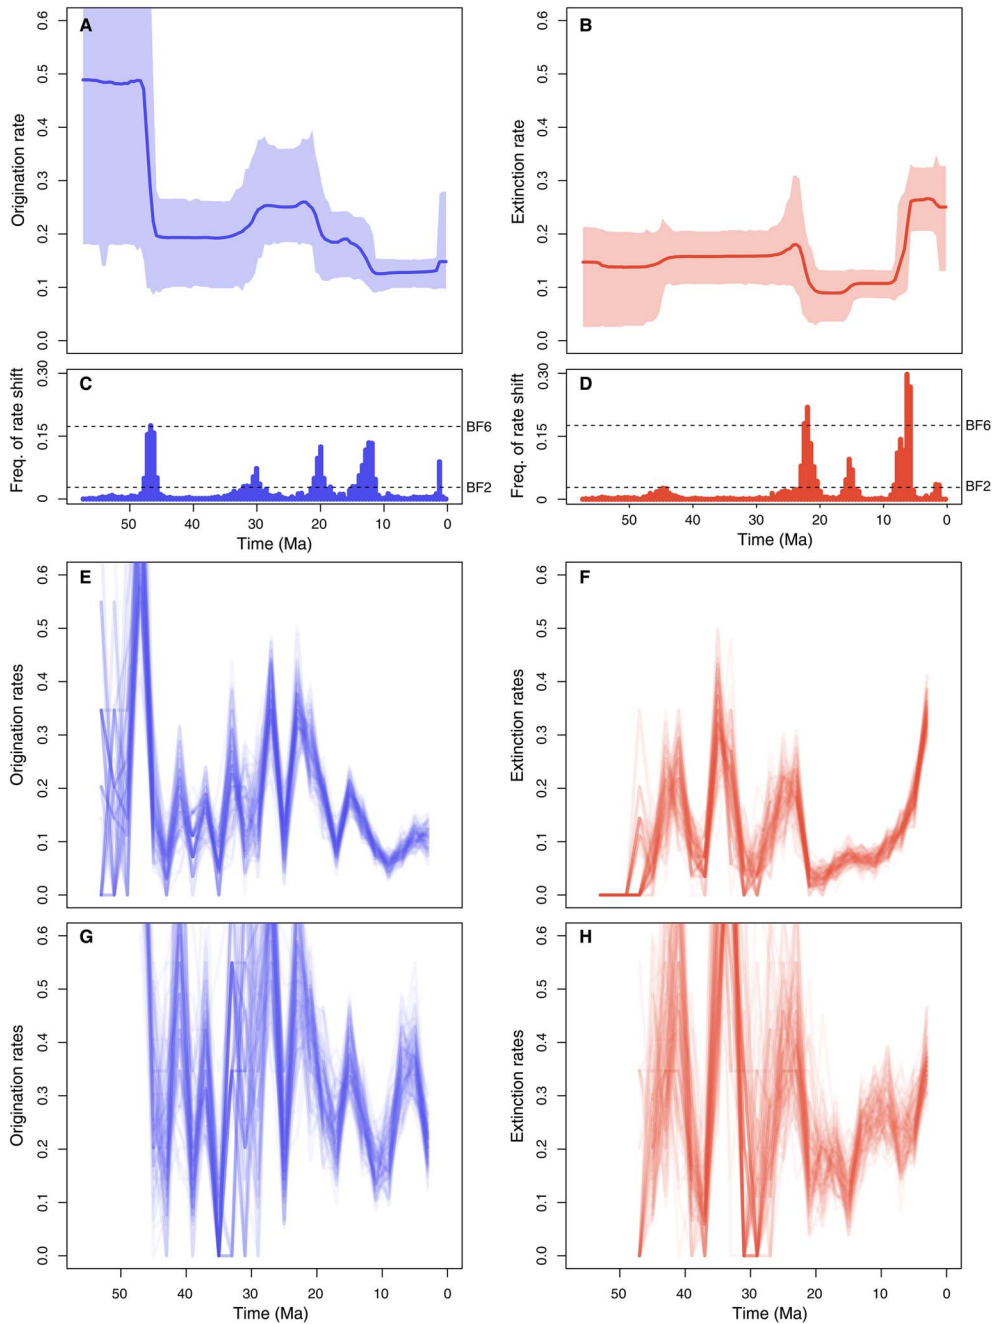 A
Origination rate
0.6
0.5
0.4
0.3
0.2
0.1
0.0
B
Extinction rate
0.6
0.5
0.4
0.3
0.2
0.1
0.0
C
Freq. of rate shift
0.30
0.15
0
BF6
BF2
50 40 30 20 10 0
Time (Ma)
D
Freq. of rate shift
0.30
0.15
0
BF6
BF2
50 40 30 20 10 0
Time (Ma)
E
Origination rates
0.6
0.5
0.4
0.3
0.2
0.1
0.0
F
Extinction rates
0.6
0.5
0.4
0.3
0.2
0.1
0.0
G
Origination rates
0.6
0.5
0.4
0.3
0.2
0.1
0.0
50 40 30 20 10 0
Time (Ma)
H
Extinction rates
0.6
0.5
0.4
0.3
0.2
0.1
0.0
50 40 30 20 10 0
Time (Ma)